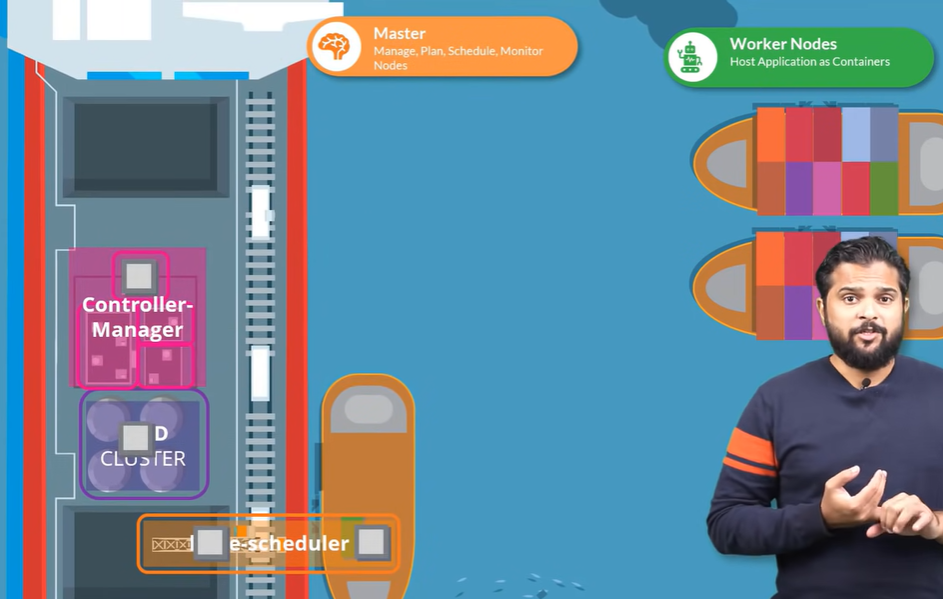 Master
Manage, Plan, Schedule, Monitor
Nodes
Worker Nodes
Host Application as Containers
Controller-
Manager
CLUSTER